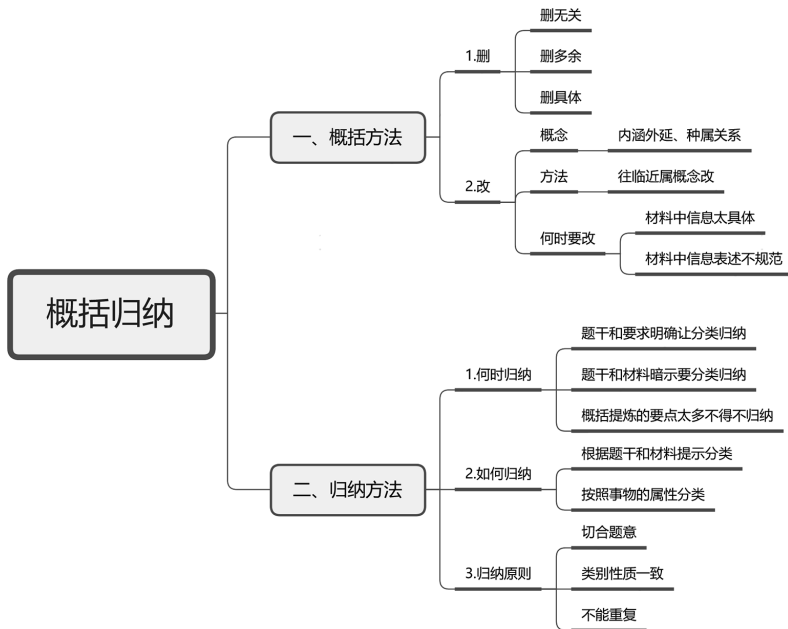 概括归纳
一、概括方法
1.删
删无关
删多余
删具体
2.改
概念
内涵外延、种属关系
方法
往临近属概念改
何时要改
材料中信息太具体
材料中信息表述不规范
二、归纳方法
1.何时归纳
题干和要求明确让分类归纳
题干和材料暗示要分类归纳
概括提炼的要点太多不得不归纳
2.如何归纳
根据题干和材料提示分类
按照事物的属性分类
3.归纳原则
切合题意
类别性质一致
不能重复